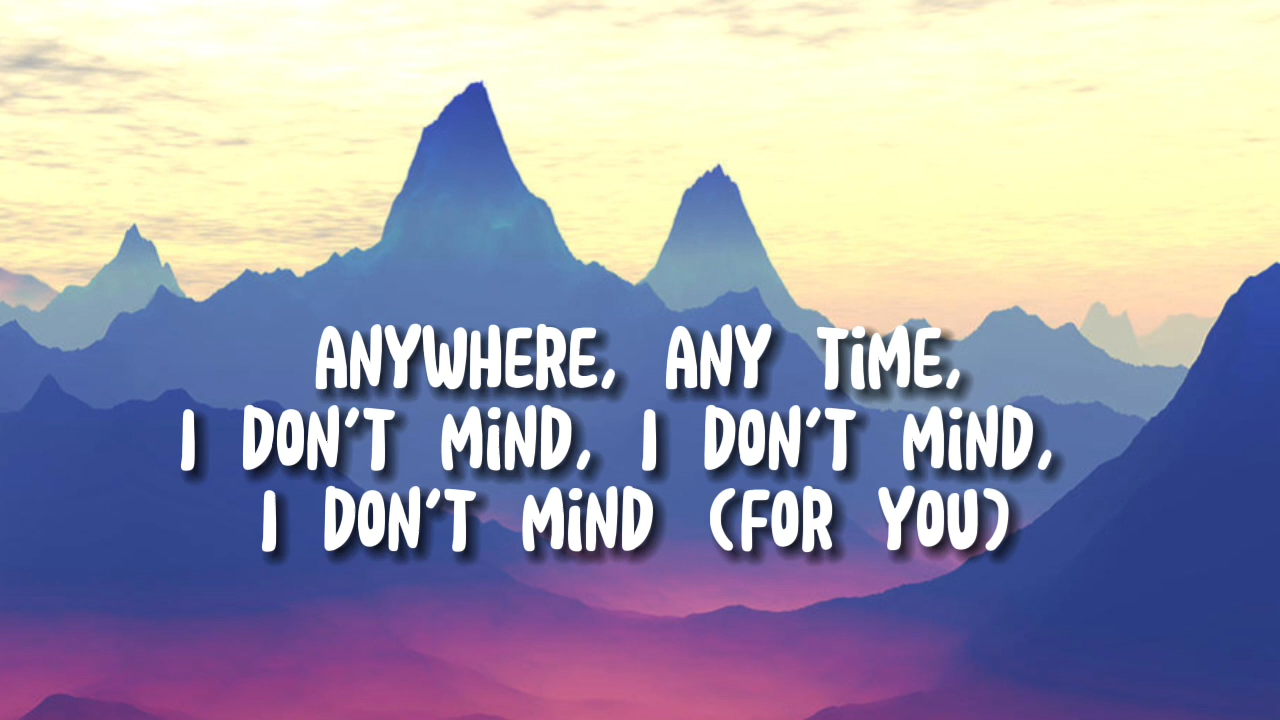 ANYWHERE, ANY TiME,
I DON'T MiND, I DON'T MiND,
I DON'T MiND (FOR YOU)